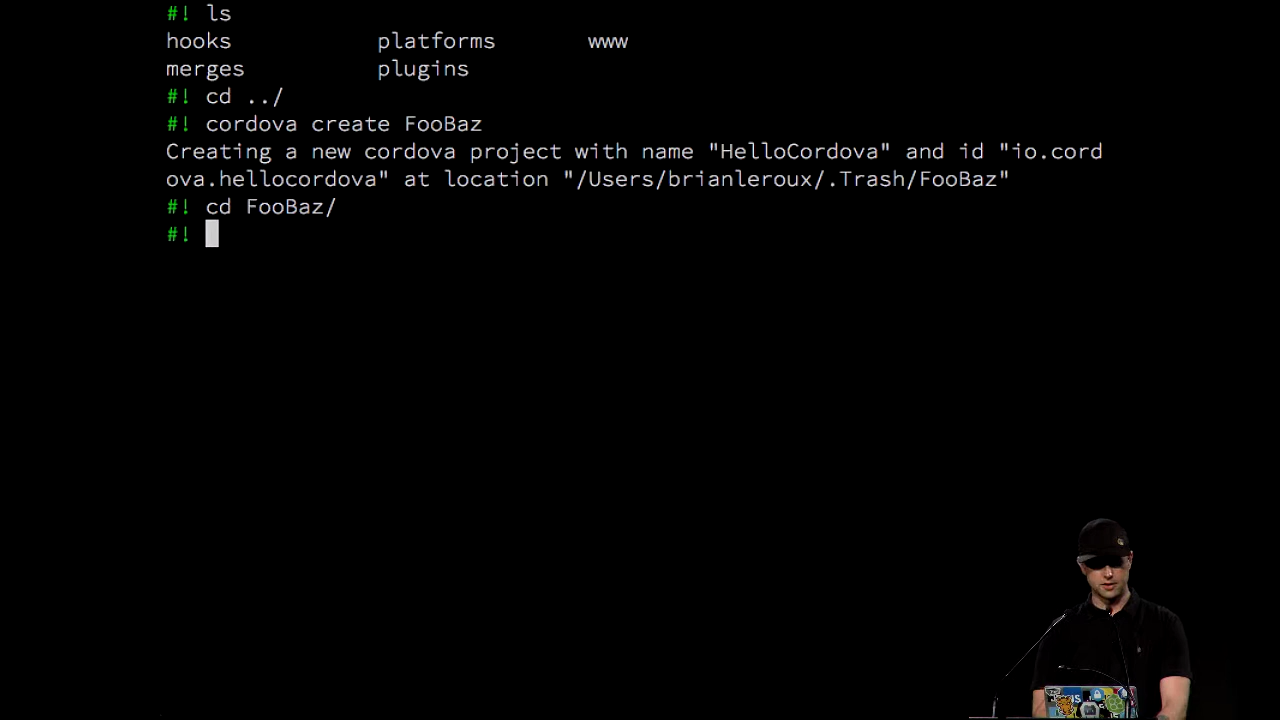 #! ls
hooks platforms www
merges plugins
#! cd ../
#! cordova create FooBaz
Creating a new cordova project with name "HelloCordova" and id "io.cord
ova.hellocordova" at location "/Users/brianleroux/.Trash/FooBaz"
#! cd FooBaz/
#!